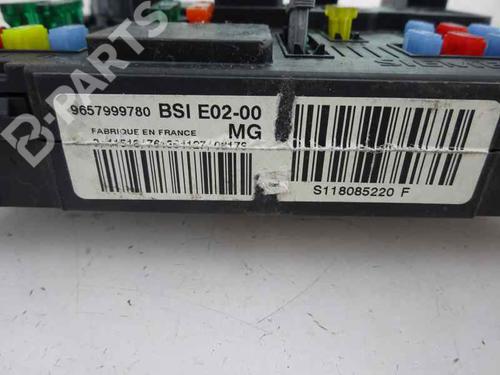 9657999780 BSI E02-00
FABRIQUE EN FRANCE MG
S118085220 F
B-PARTS